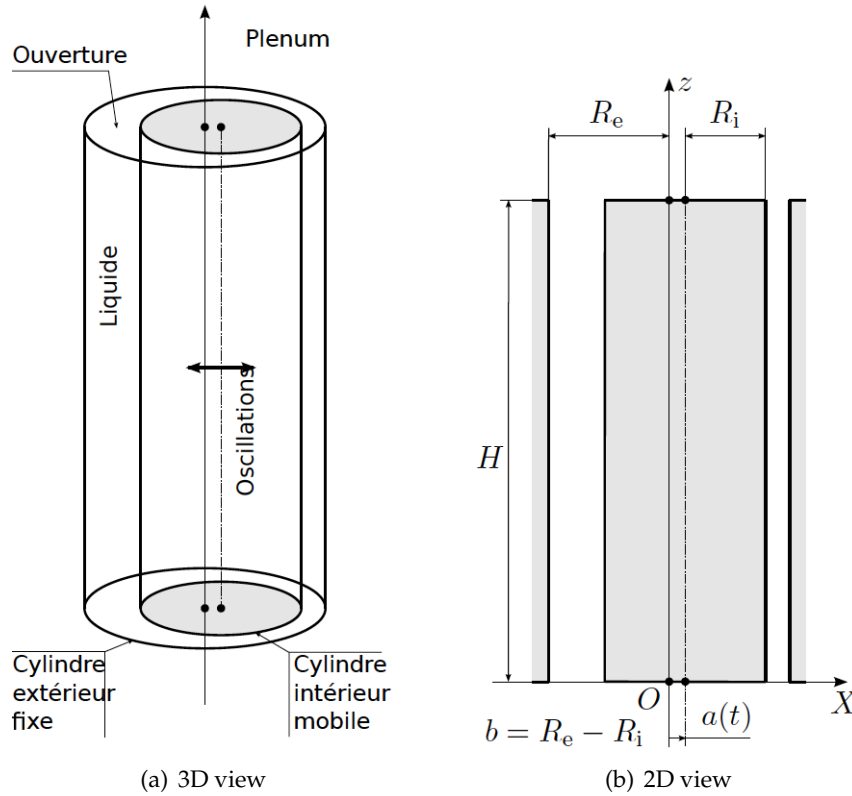 Plenum
Ouverture
Liquide
Oscillations
Cylindre
extérieur
fixe
Cylindre
intérieur
mobile
(a) 3D view
z
R_e
R_i
H
O
X
a(t)
b = R_e − R_i
(b) 2D view